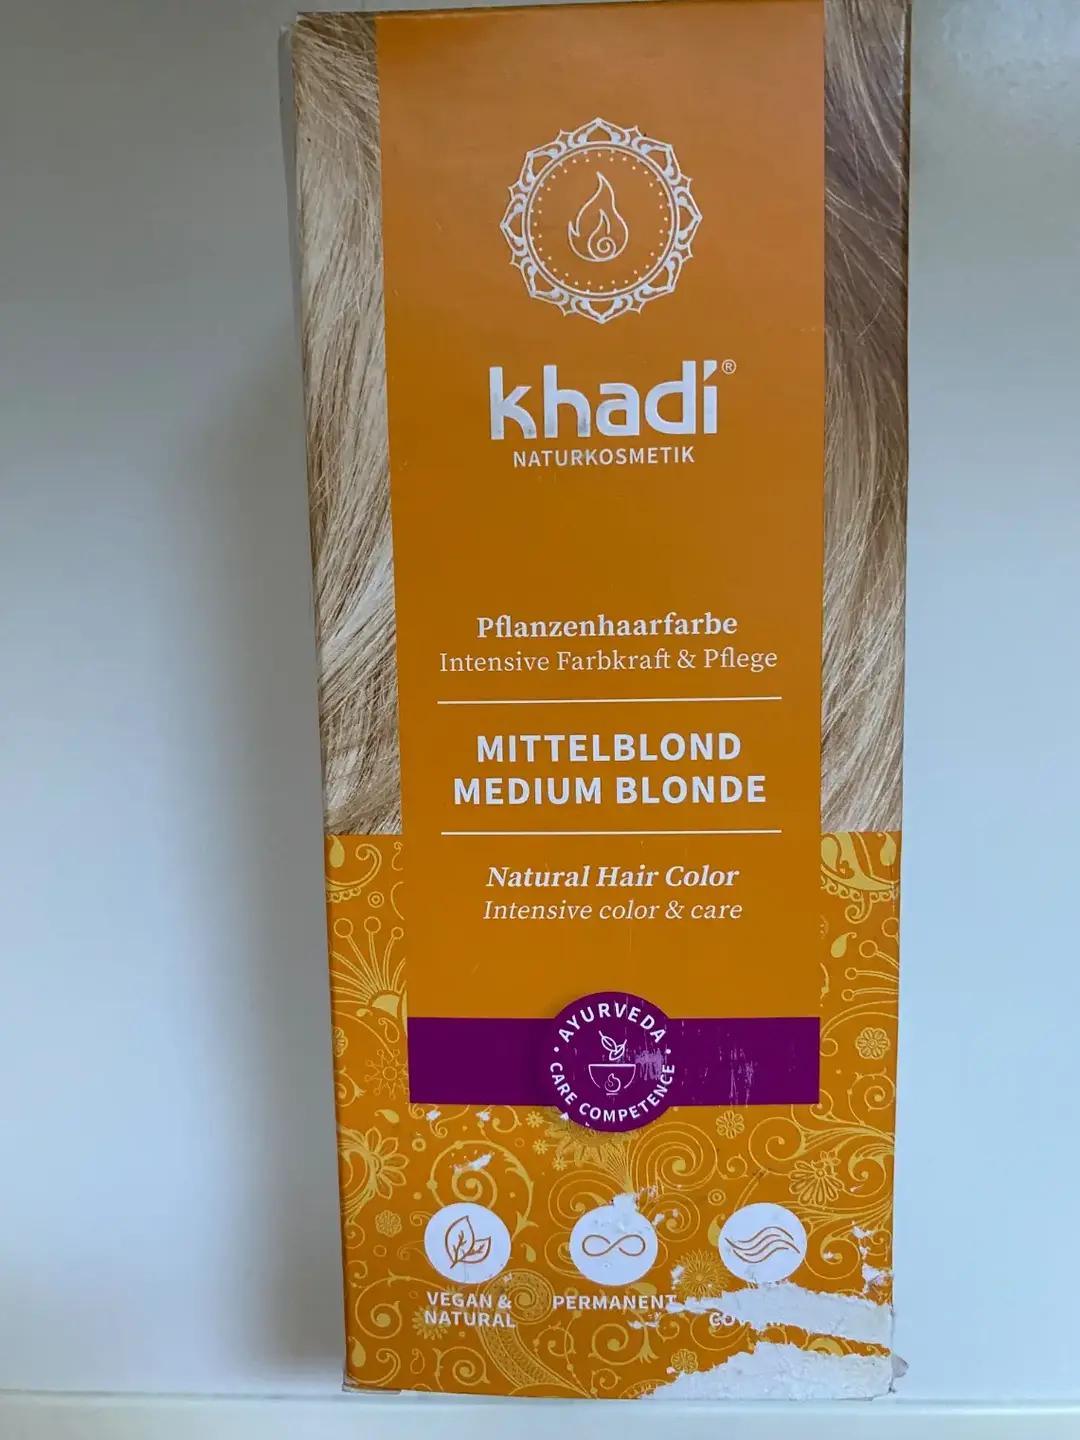 khadí®
NATURKOSMETIK
Pflanzenhaarfarbe
Intensive Farbkraft & Pflege
MITTELBLOND
MEDIUM BLONDE
Natural Hair Color
Intensive color & care
• AYURVEDA •
CARE COMPETENCE
VEGAN &
NATURAL
PERMANENT